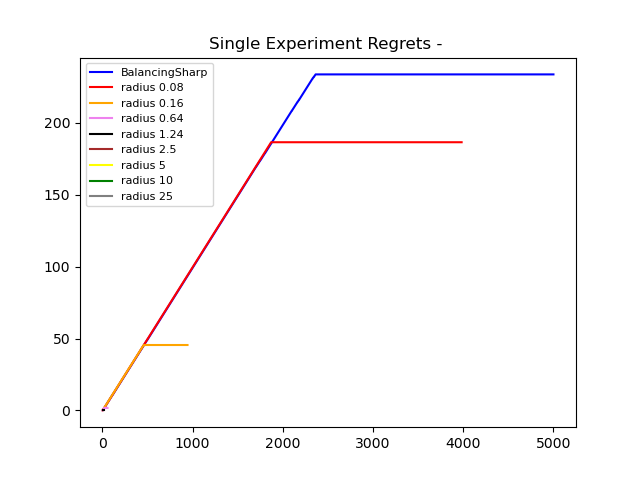 Single Experiment Regrets -
BalancingSharp
radius 0.08
radius 0.16
radius 0.64
radius 1.24
radius 2.5
radius 5
radius 10
radius 25
200
150
100
50
0
0 1000 2000 3000 4000 5000